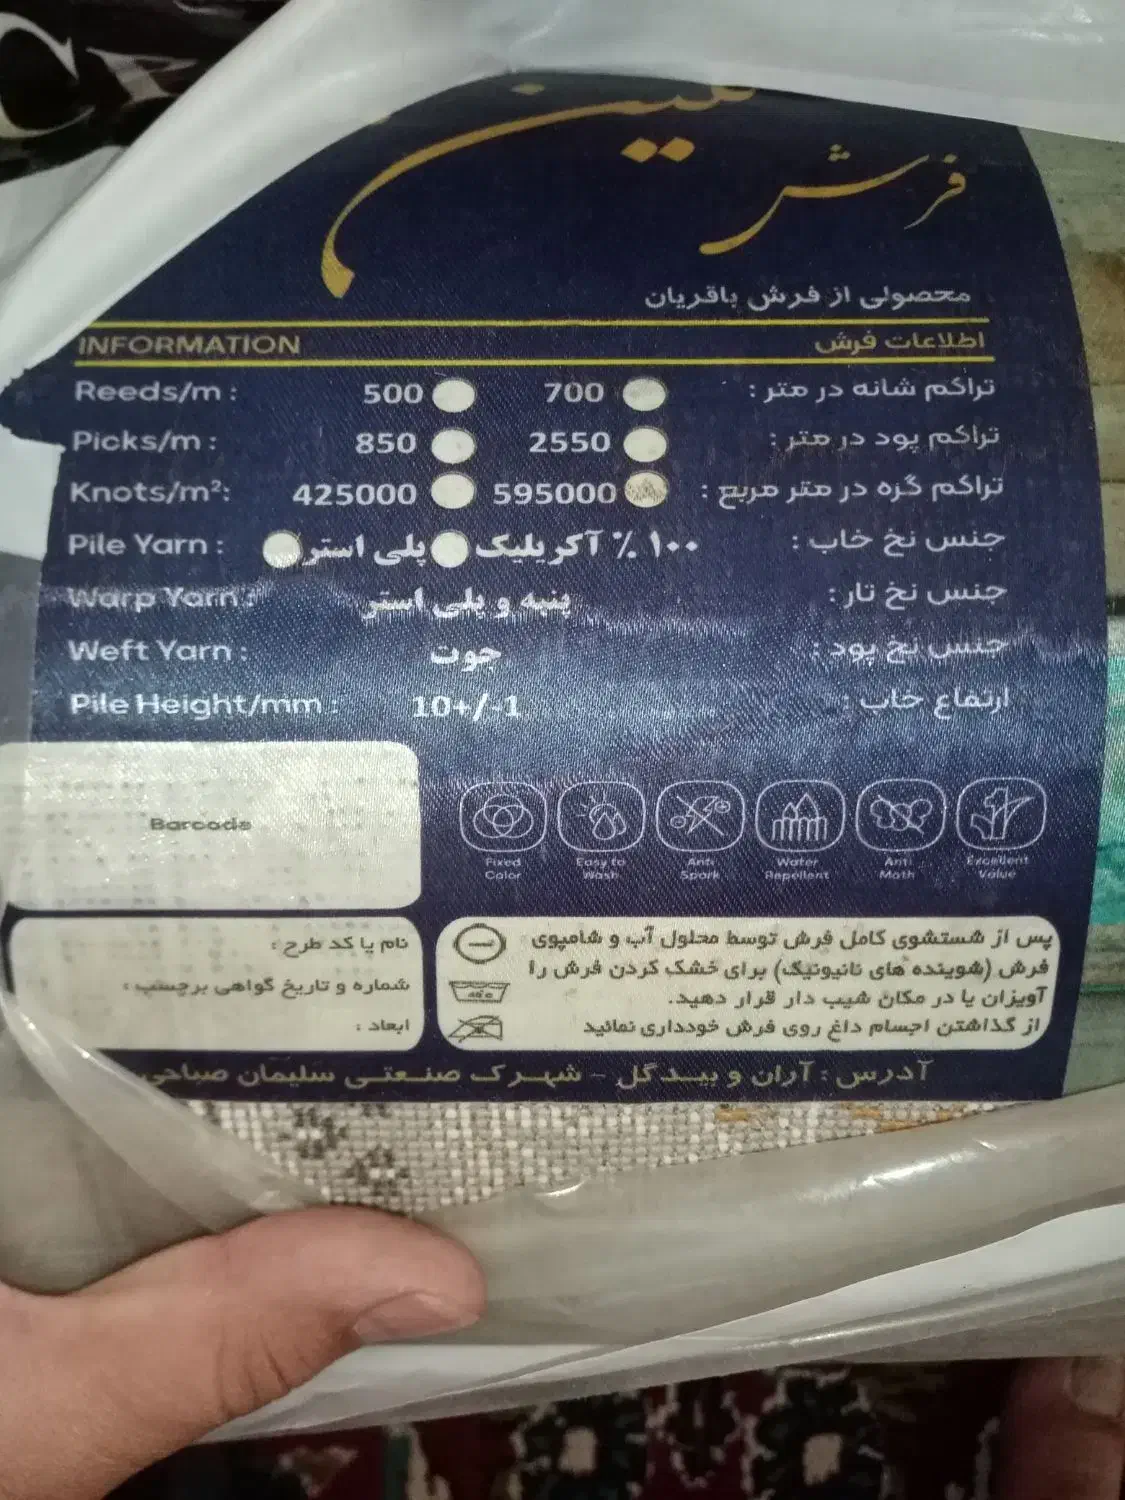 فرش
محصولی از فرش باقریان
INFORMATION اطلاعات فرش
Reeds/m : 500 700 تراکم شانه در متر :
Picks/m : 850 2550 تراکم پود در متر :
Knots/m²: 425000 595000 تراکم گره در متر مربع :
Pile Yarn : پلی استر ۱۰۰ ٪ آکریلیک جنس نخ خاب :
Warp Yarn : پنبه و پلی استر جنس نخ تار :
Weft Yarn : جوت جنس نخ پود :
Pile Height/mm : 10+/-1 ارتفاع خاب :
Barcode
Fixed Color
Easy to Wash
Anti Spark
Water Repellent
Anti Moth
Excellent Value
پس از شستشوی کامل فرش توسط محلول آب و شامپوی
فرش (شوینده های نانیونیک) برای خشک کردن فرش را
آویزان یا در مکان شیب دار قرار دهید.
از گذاشتن اجسام داغ روی فرش خودداری نمائید
نام یا کد طرح :
شماره و تاریخ گواهی برچسب :
ابعاد :
آدرس : آران و بیدگل - شهرک صنعتی سلیمان صباحی